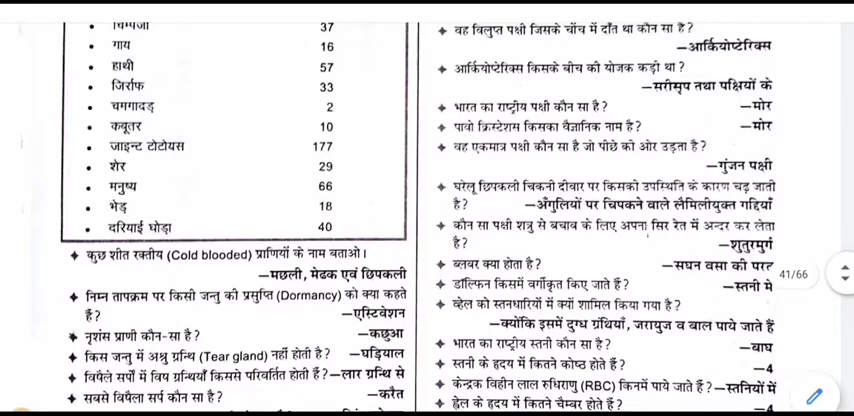 • चिम्पंजी 37
• गाय 16
• हाथी 57
• जिर्राफ 33
• चमगादड़ 2
• कबूतर 10
• जाइन्ट टोटोयस 177
• शेर 29
• मनुष्य 66
• भेड़ 18
• दरियाई घोड़ा 40
✦ कुछ शीत रक्तीय (Cold blooded) प्राणियों के नाम बताओ।
—मछली, मेढक एवं छिपकली
✦ निम्न तापक्रम पर किसी जन्तु की प्रसुप्ति (Dormancy) को क्या कहते
हैं? —एस्टिवेशन
✦ नृशंस प्राणी कौन-सा है? —कछुआ
✦ किस जन्तु में अश्रु ग्रन्थि (Tear gland) नहीं होती है? —घड़ियाल
✦ विषैले सर्पों में विष ग्रन्थियाँ किससे परिवर्तित होती हैं?—लार ग्रन्थि से
✦ सबसे विषैला सर्प कौन सा है? —करैत
✦ वह विलुप्त पक्षी जिसके चोंच में दाँत था कौन सा है?
—आर्कियोप्टेरिक्स
✦ आर्कियोप्टेरिक्स किसके बीच की योजक कड़ी था?
—सरीसृप तथा पक्षियों के
✦ भारत का राष्ट्रीय पक्षी कौन सा है? —मोर
✦ पावो क्रिस्टेशस किसका वैज्ञानिक नाम है? —मोर
✦ वह एकमात्र पक्षी कौन सा है जो पीछे की ओर उड़ता है?
—गुंजन पक्षी
✦ घरेलू छिपकली चिकनी दीवार पर किसकी उपस्थिति के कारण चढ़ जाती
है? —अँगुलियों पर चिपकने वाले लैमिलीयुक्त गद्दियाँ
✦ कौन सा पक्षी शत्रु से बचाव के लिए अपना सिर रेत में अन्दर कर लेता
है? —शुतुरमुर्ग
✦ ब्लबर क्या होता है? —सघन वसा की परत
✦ डॉल्फिन किसमें वर्गीकृत किए जाते हैं? —स्तनी मे
✦ व्हेल को स्तनधारियों में क्यों शामिल किया गया है?
—क्योंकि इसमें दुग्ध ग्रंथियाँ, जरायुज व बाल पाये जाते हैं
✦ भारत का राष्ट्रीय स्तनी कौन सा है? —बाघ
✦ स्तनी के हृदय में कितने कोष्ठ होते हैं? —4
✦ केन्द्रक विहीन लाल रुधिराणु (RBC) किनमें पाये जाते हैं?—स्तनियों में
✦ ह्वेल के हृदय में कितने चैम्बर होते हैं? —4
41/66